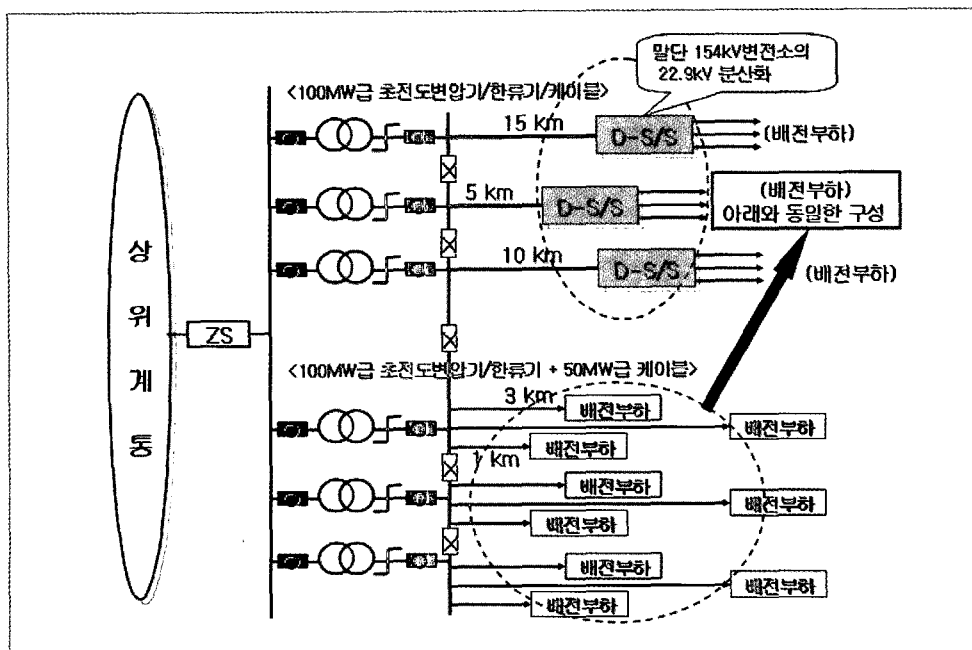 말단 154kV변전소의
22.9kV 분산화
<100MW급 초전도변압기/한류기/케이블>
15 km
D-S/S
(배전부하)
5 km
D-S/S
(배전부하)
아래와 동일한 구성
10 km
D-S/S
(배전부하)
상위계통
ZS
<100MW급 초전도변압기/한류기 + 50MW급 케이블>
3 km
배전부하
배전부하
배전부하
1 km
배전부하
배전부하
배전부하
배전부하
배전부하
배전부하